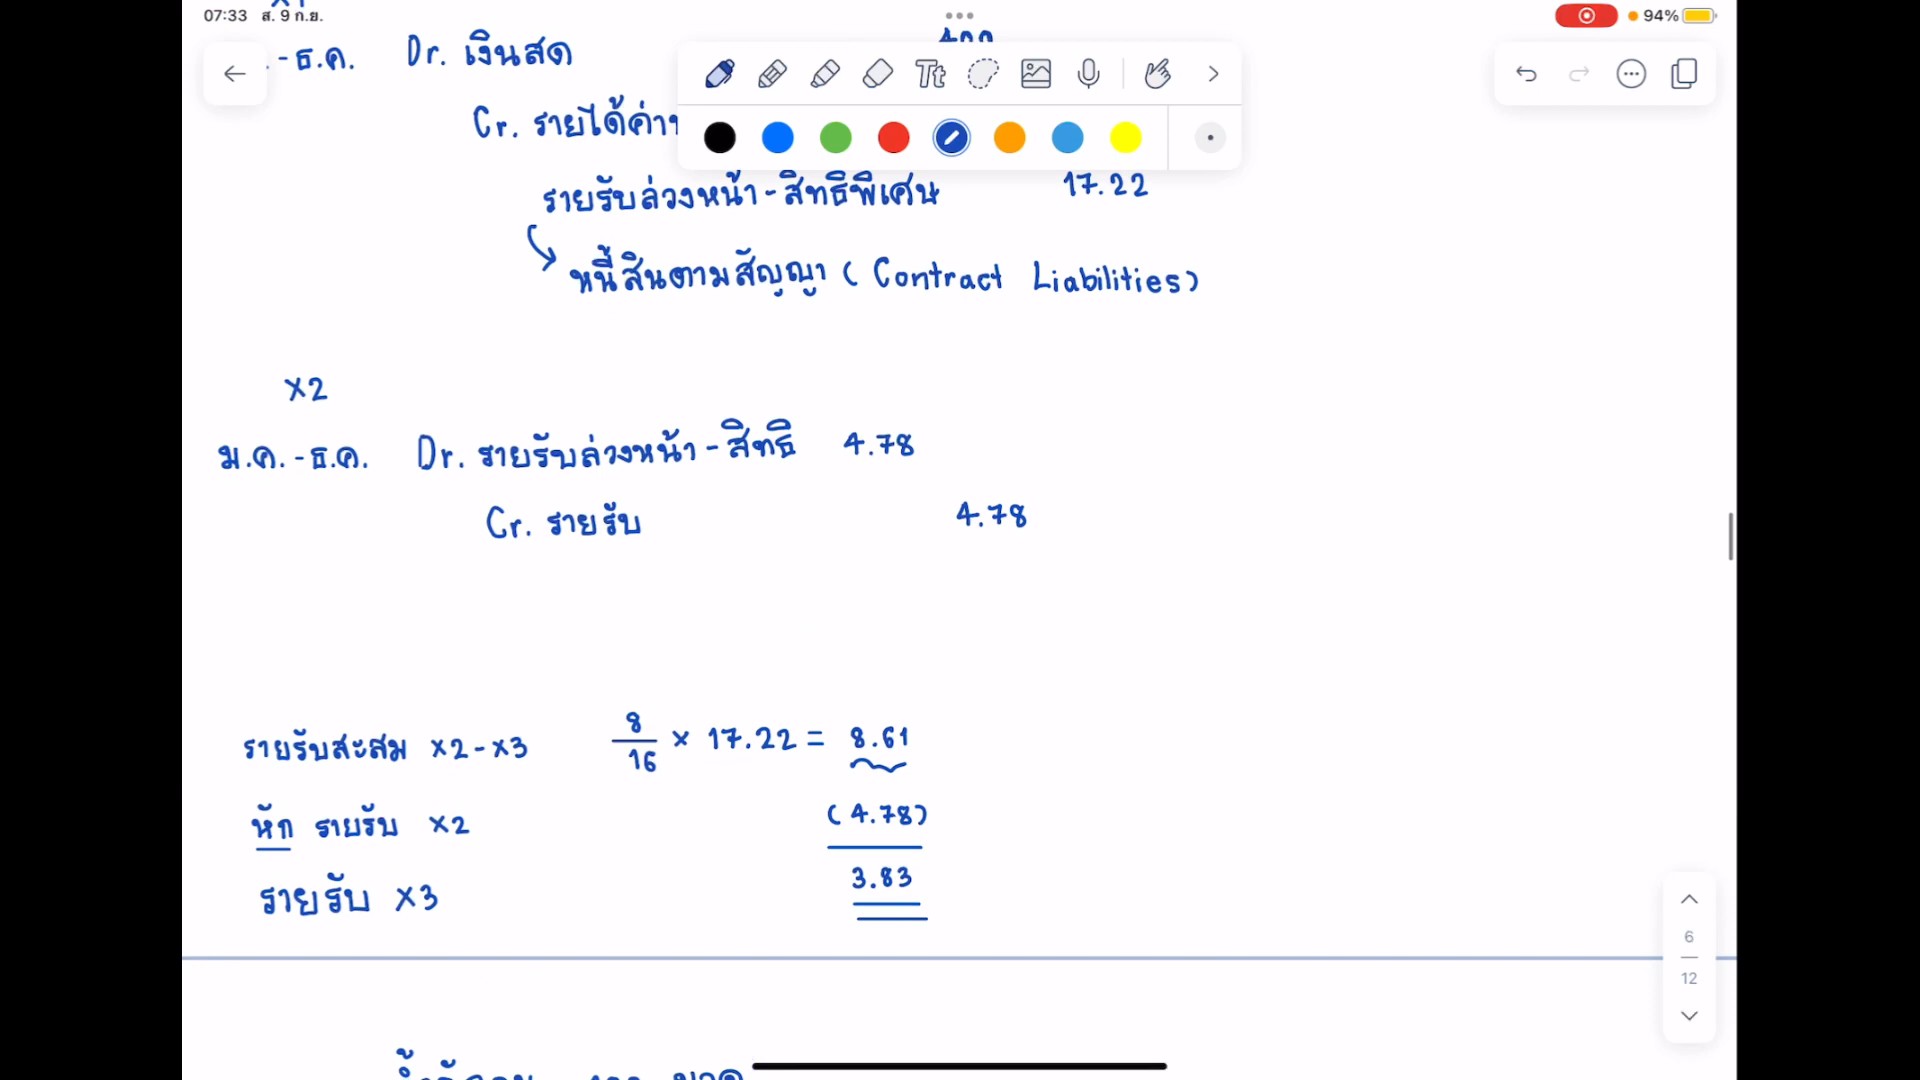 07:33 ส. 9 ก.ย.
94%
-ธ.ค. Dr. เงินสด 400
Cr. รายได้ค่า
รายรับล่วงหน้า-สิทธิพิเศษ 17.22
หนี้สินตามสัญญา (Contract Liabilities)
x2
ม.ค.-ธ.ค. Dr. รายรับล่วงหน้า-สิทธิ 4.78
Cr. รายรับ 4.78
รายรับสะสม x2-x3 8/16 × 17.22 = 8.61
หัก รายรับ x2 (4.78)
รายรับ x3 3.83
6
12